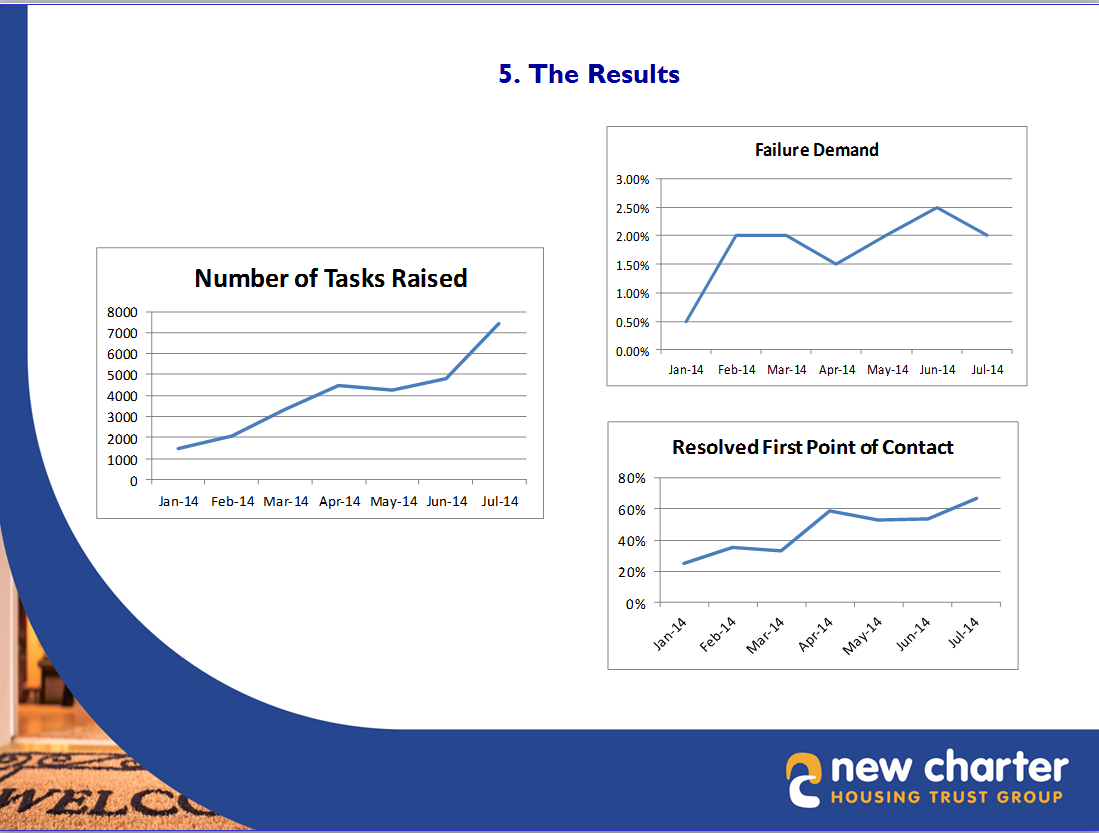 5. The Results
Number of Tasks Raised
8000
7000
6000
5000
4000
3000
2000
1000
0
Jan-14 Feb-14 Mar-14 Apr-14 May-14 Jun-14 Jul-14
Failure Demand
3.00%
2.50%
2.00%
1.50%
1.00%
0.50%
0.00%
Jan-14 Feb-14 Mar-14 Apr-14 May-14 Jun-14 Jul-14
Resolved First Point of Contact
80%
60%
40%
20%
0%
Jan-14 Feb-14 Mar-14 Apr-14 May-14 Jun-14 Jul-14
WELCO
new charter
HOUSING TRUST GROUP